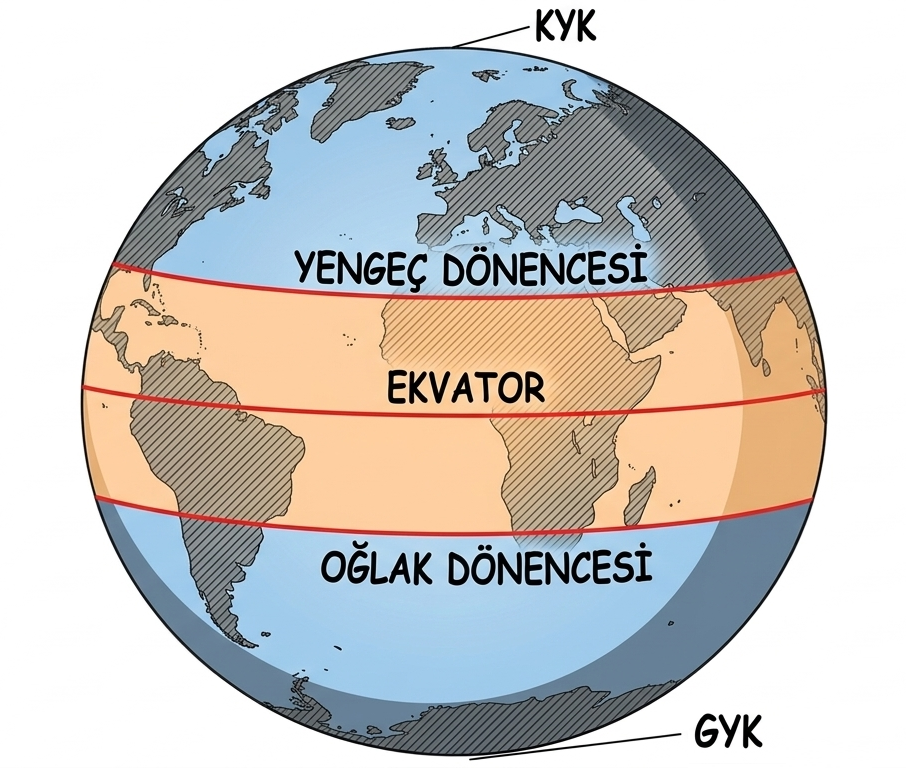 KYK
YENGEÇ DÖNENCESİ
EKVATOR
OĞLAK DÖNENCESİ
GYK